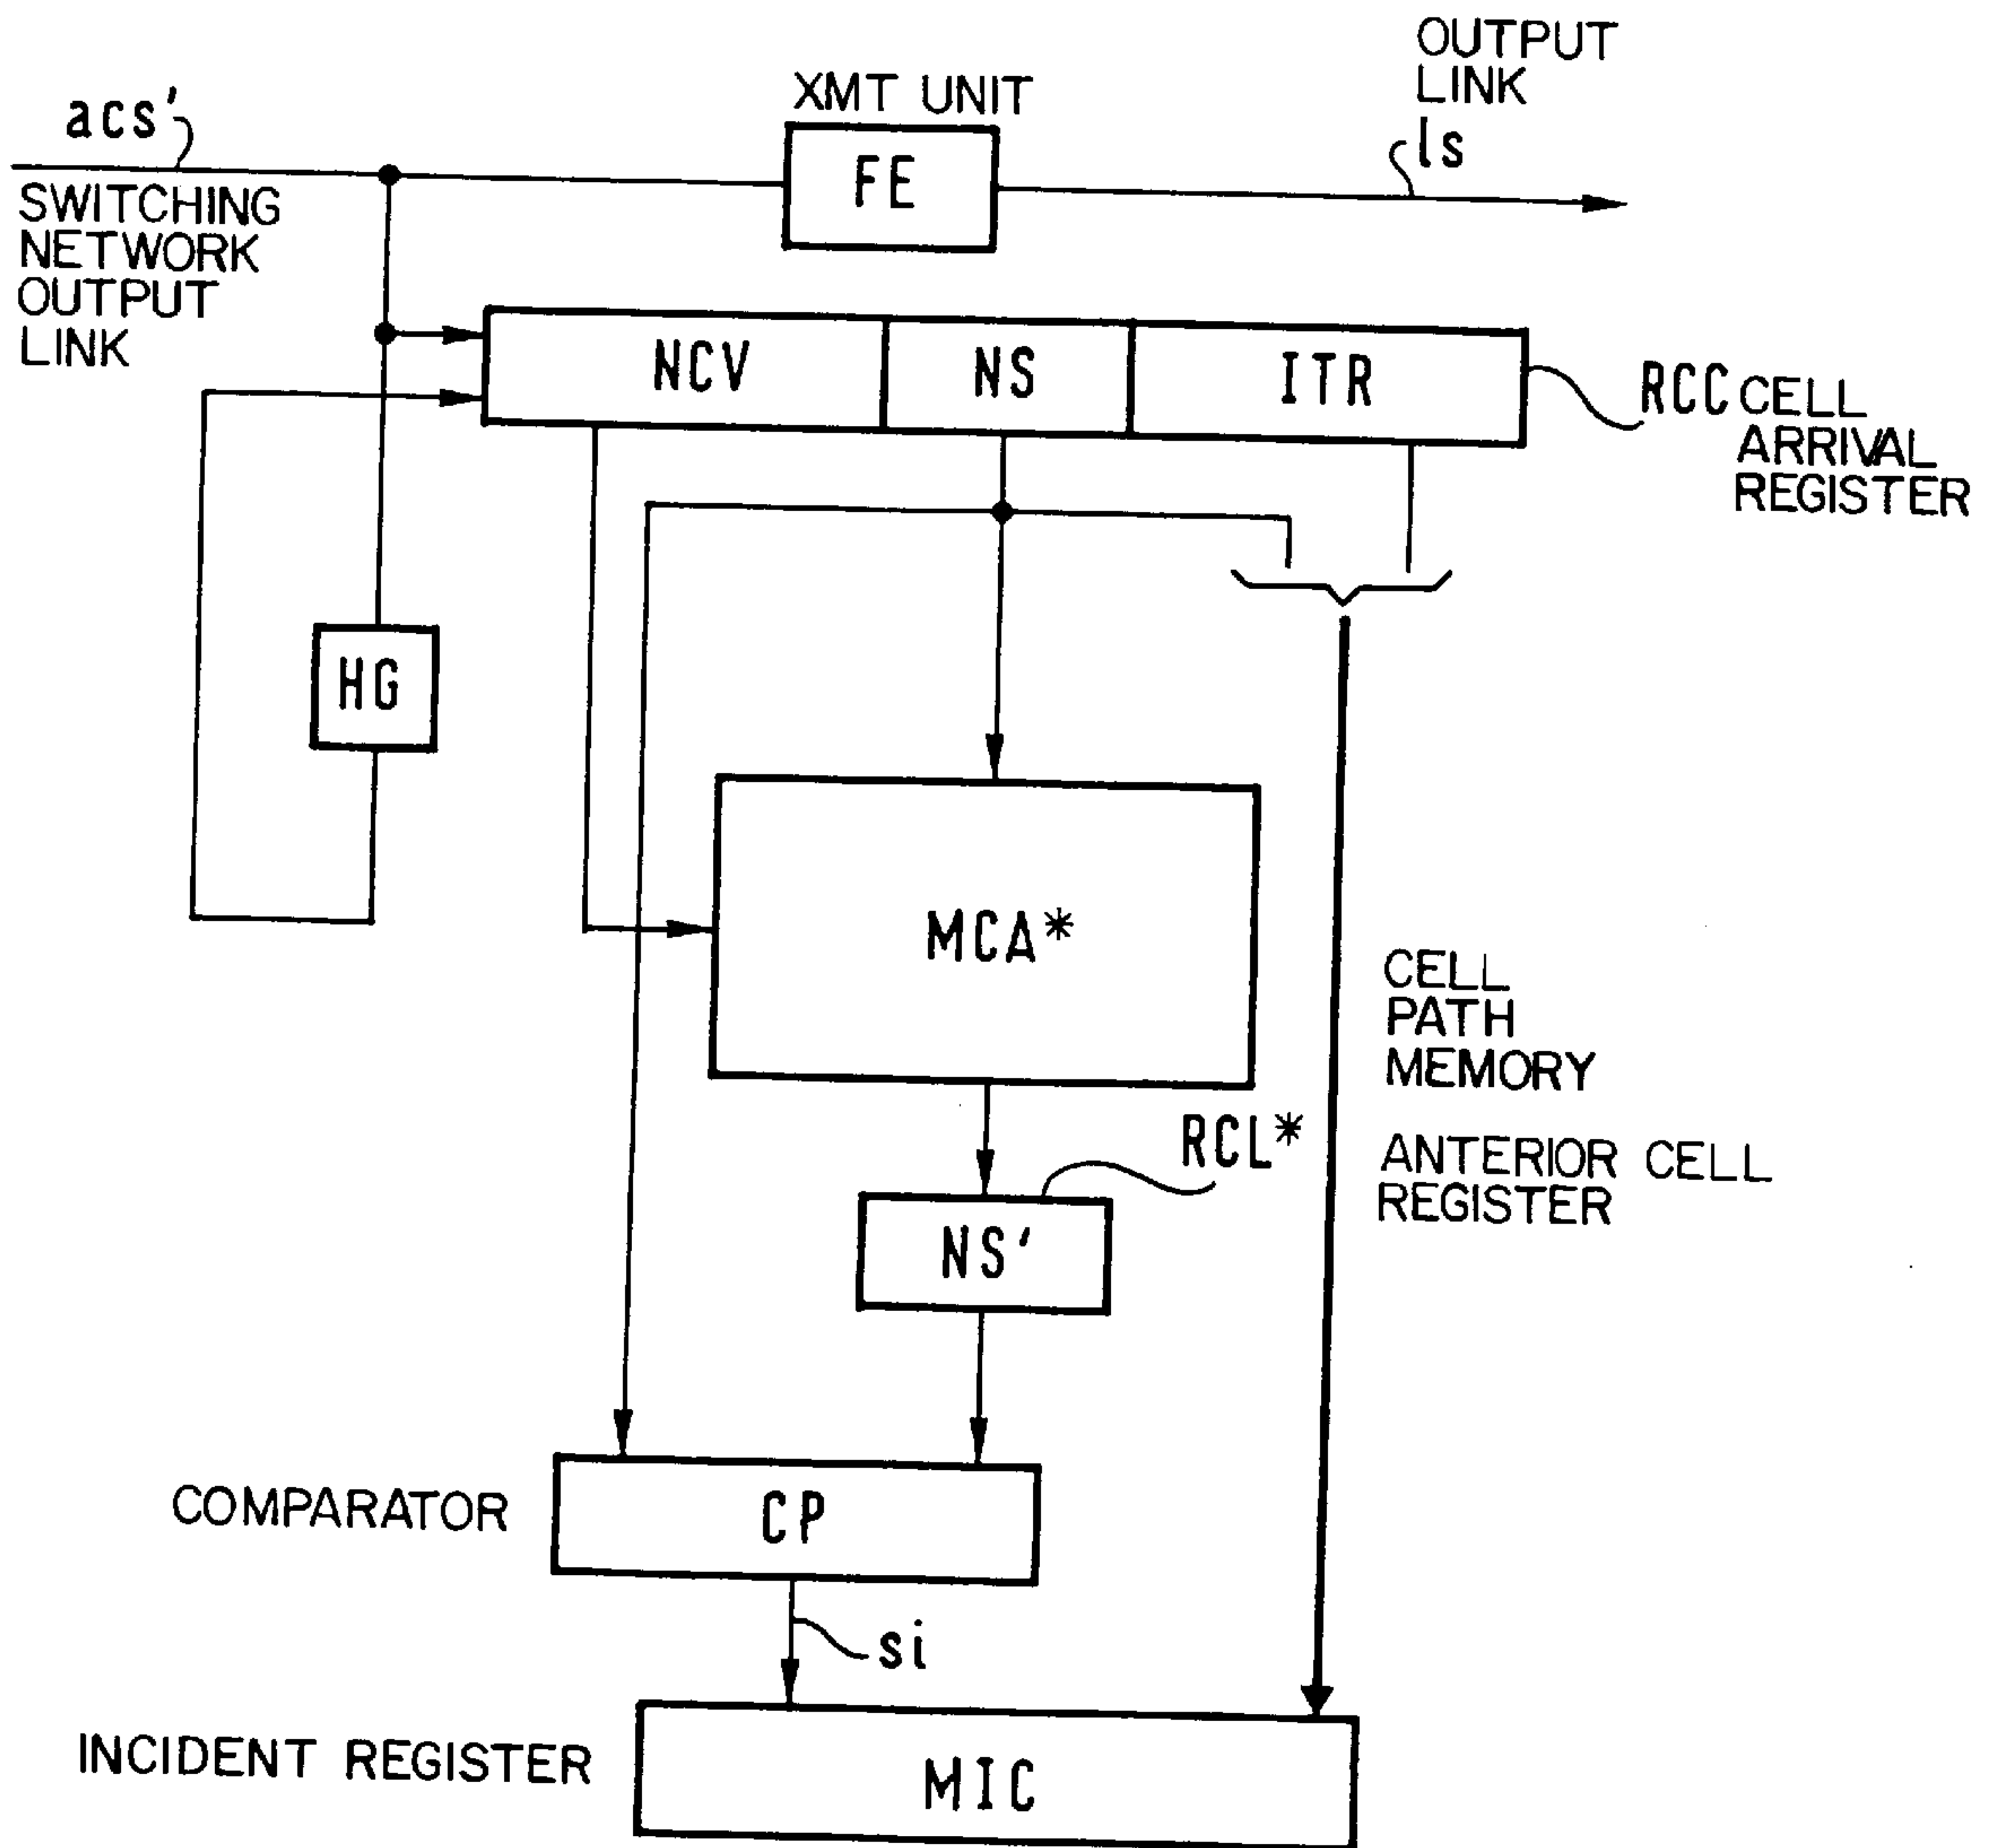 OUTPUT
LINK
XMT UNIT
acs'
ls
FE
SWITCHING
NETWORK
OUTPUT
LINK
NCV
NS
ITR
RCC CELL
ARRIVAL
REGISTER
HG
MCA*
CELL
PATH
MEMORY
RCL*
ANTERIOR CELL
REGISTER
NS'
COMPARATOR
CP
si
INCIDENT REGISTER
MIC